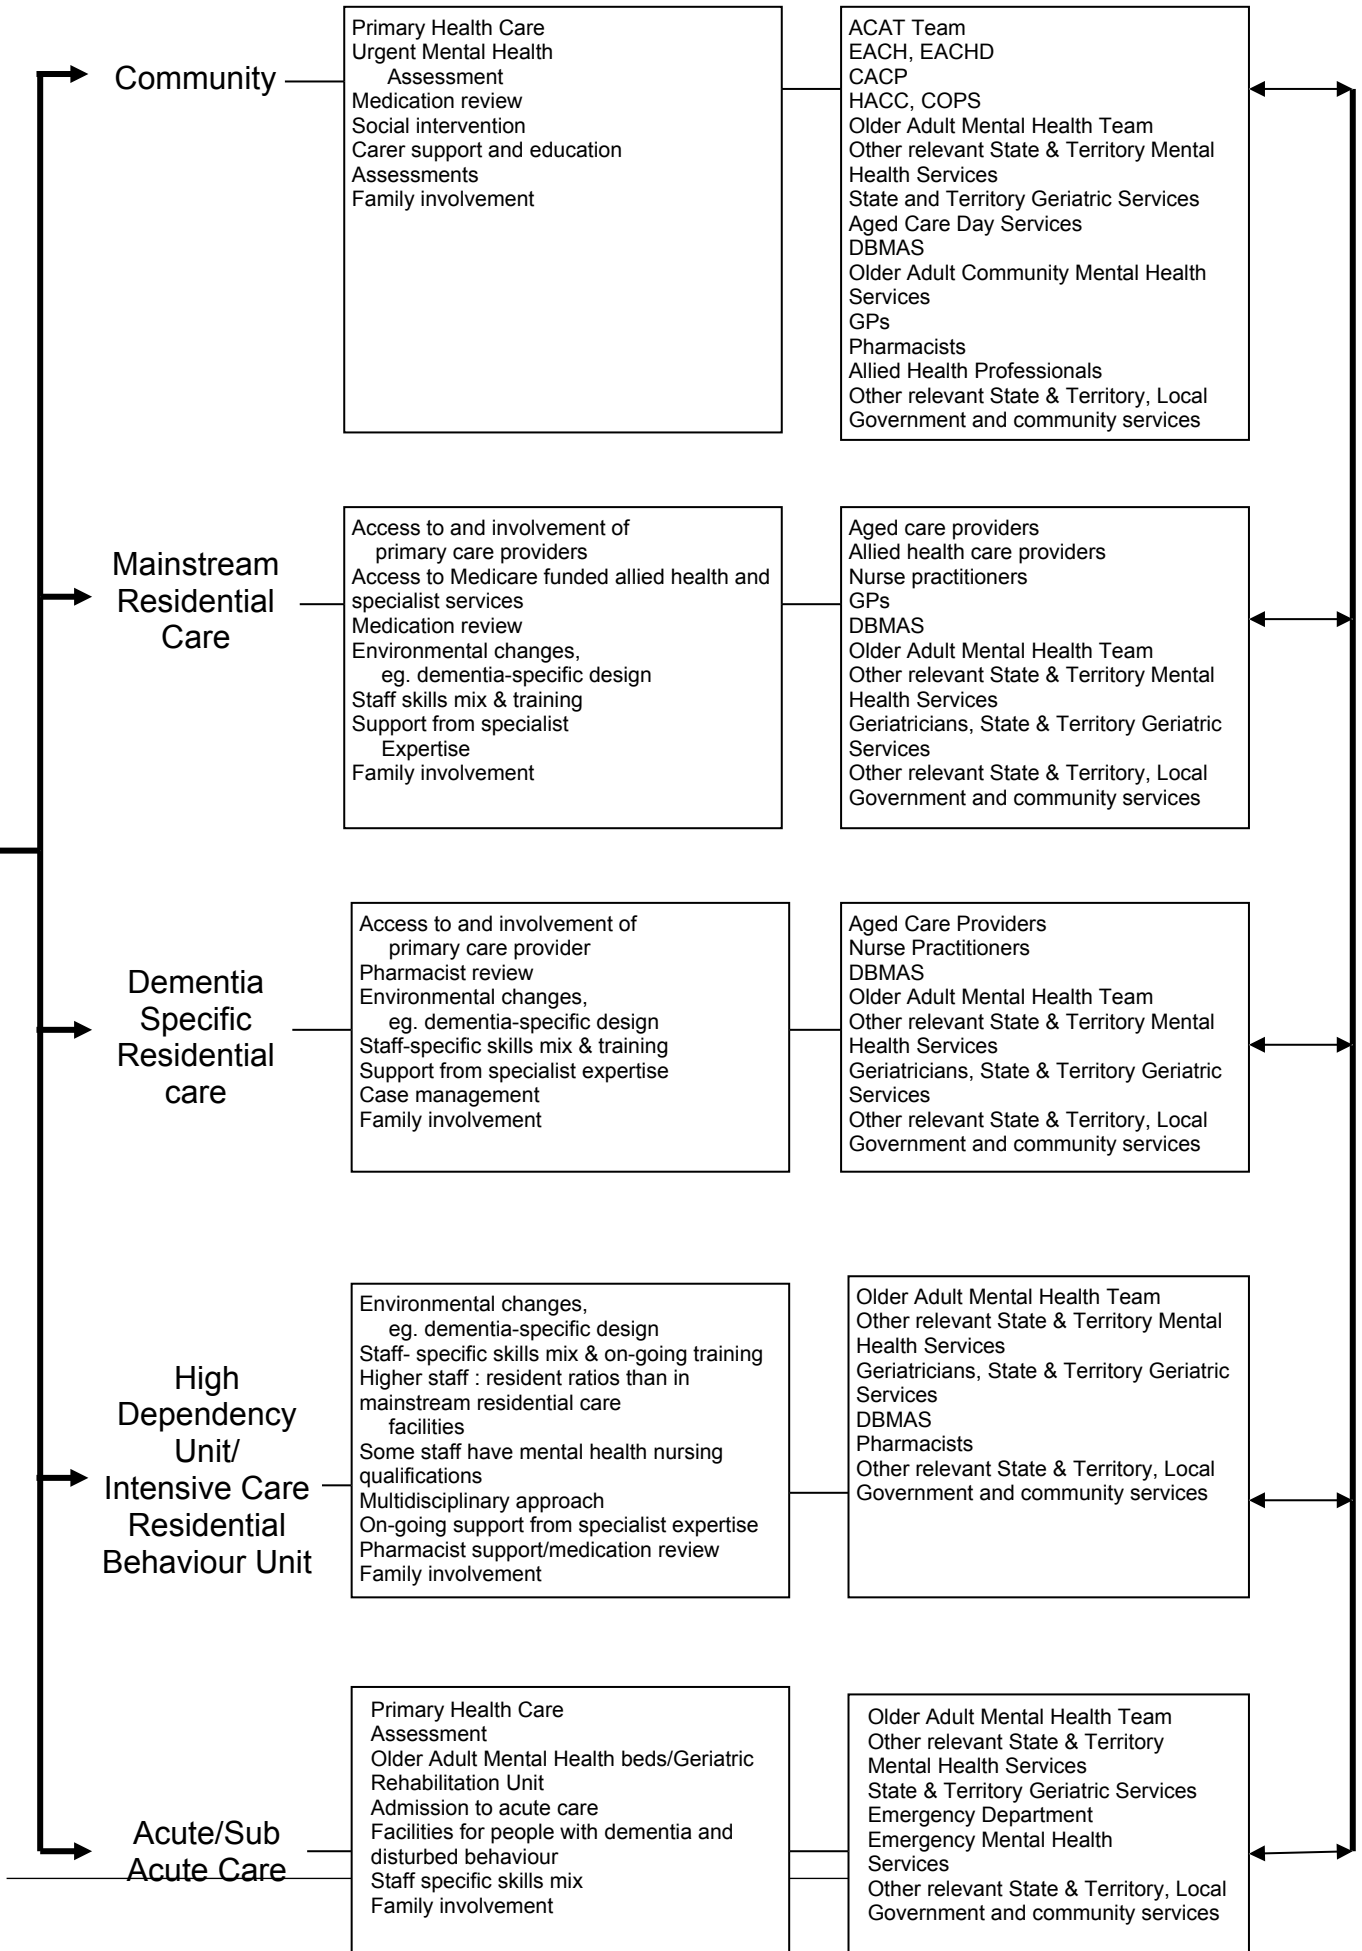 Community
Primary Health Care
Urgent Mental Health
Assessment
Medication review
Social intervention
Carer support and education
Assessments
Family involvement
ACAT Team
EACH, EACHD
CACP
HACC, COPS
Older Adult Mental Health Team
Other relevant State & Territory Mental
Health Services
State and Territory Geriatric Services
Aged Care Day Services
DBMAS
Older Adult Community Mental Health
Services
GPs
Pharmacists
Allied Health Professionals
Other relevant State & Territory, Local
Government and community services
Mainstream
Residential
Care
Access to and involvement of
primary care providers
Access to Medicare funded allied health and
specialist services
Medication review
Environmental changes,
eg. dementia-specific design
Staff skills mix & training
Support from specialist
Expertise
Family involvement
Aged care providers
Allied health care providers
Nurse practitioners
GPs
DBMAS
Older Adult Mental Health Team
Other relevant State & Territory Mental
Health Services
Geriatricians, State & Territory Geriatric
Services
Other relevant State & Territory, Local
Government and community services
Dementia
Specific
Residential
care
Access to and involvement of
primary care provider
Pharmacist review
Environmental changes,
eg. dementia-specific design
Staff-specific skills mix & training
Support from specialist expertise
Case management
Family involvement
Aged Care Providers
Nurse Practitioners
DBMAS
Older Adult Mental Health Team
Other relevant State & Territory Mental
Health Services
Geriatricians, State & Territory Geriatric
Services
Other relevant State & Territory, Local
Government and community services
High
Dependency
Unit/
Intensive Care
Residential
Behaviour Unit
Environmental changes,
eg. dementia-specific design
Staff- specific skills mix & on-going training
Higher staff : resident ratios than in
mainstream residential care
facilities
Some staff have mental health nursing
qualifications
Multidisciplinary approach
On-going support from specialist expertise
Pharmacist support/medication review
Family involvement
Older Adult Mental Health Team
Other relevant State & Territory Mental
Health Services
Geriatricians, State & Territory Geriatric
Services
DBMAS
Pharmacists
Other relevant State & Territory, Local
Government and community services
Acute/Sub
Acute Care
Primary Health Care
Assessment
Older Adult Mental Health beds/Geriatric
Rehabilitation Unit
Admission to acute care
Facilities for people with dementia and
disturbed behaviour
Staff specific skills mix
Family involvement
Older Adult Mental Health Team
Other relevant State & Territory
Mental Health Services
State & Territory Geriatric Services
Emergency Department
Emergency Mental Health
Services
Other relevant State & Territory, Local
Government and community services